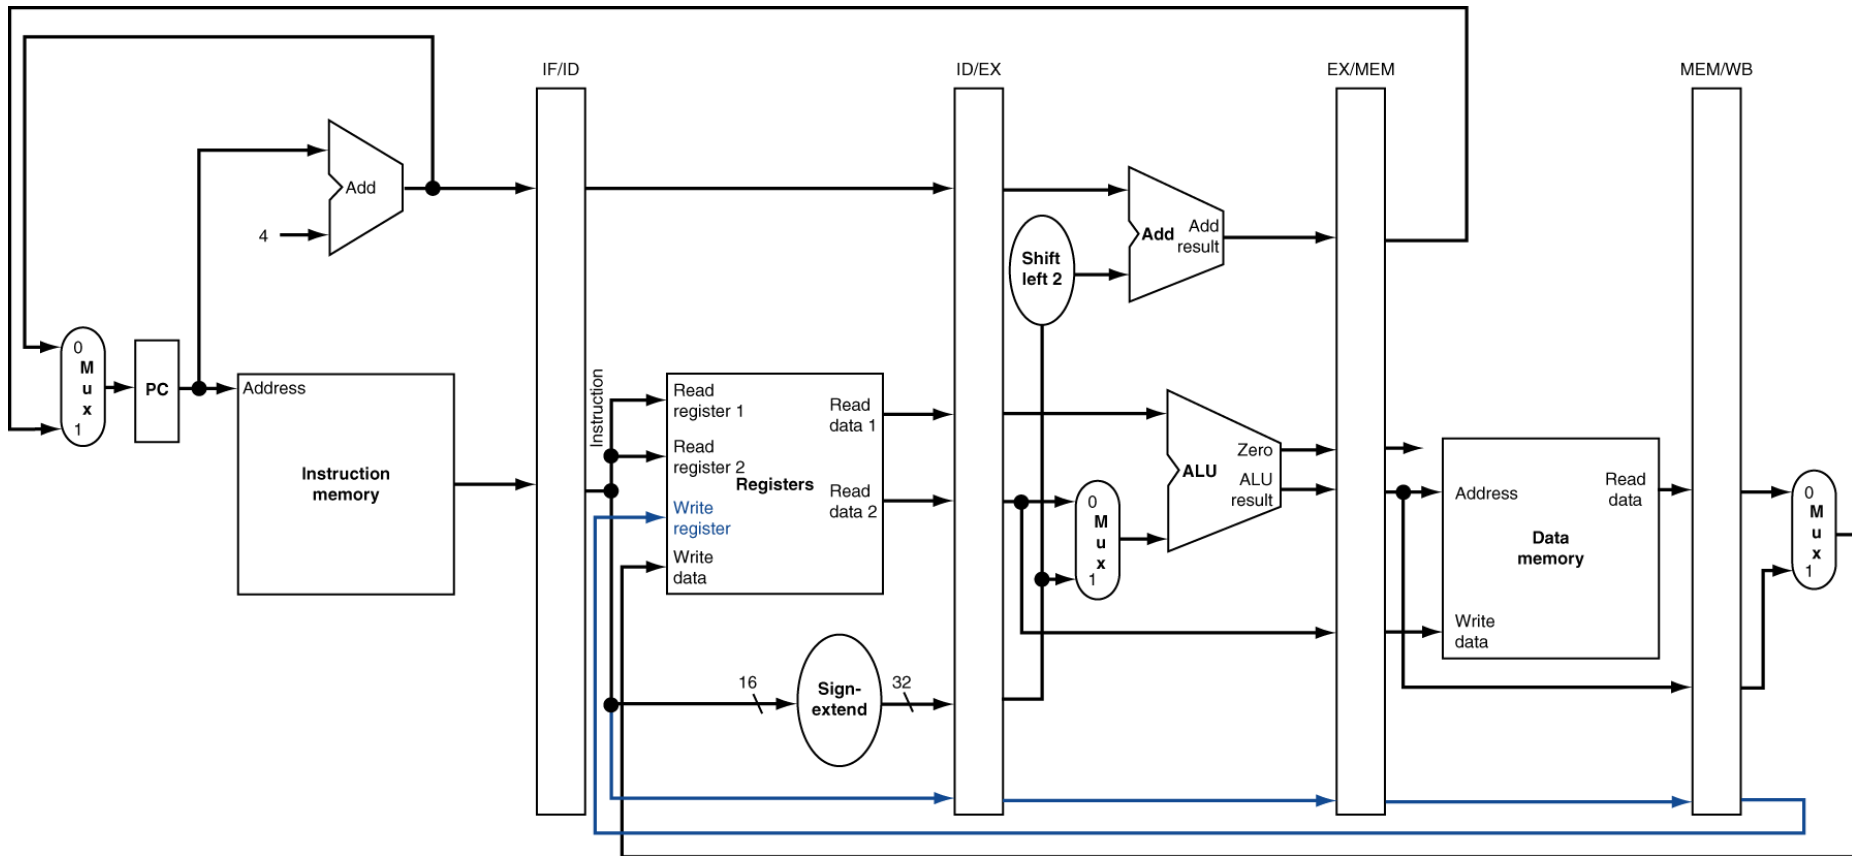 IF/ID
ID/EX
EX/MEM
MEM/WB
Add
4
Add
Add
result
Shift
left 2
0
M
u
x
1
PC
Address
Instruction
memory
Instruction
Read
register 1
Read
register 2
Write
register
Write
data
Registers
Read
data 1
Read
data 2
16
Sign-
extend
32
0
M
u
x
1
ALU
Zero
ALU
result
Address
Read
data
Data
memory
Write
data
0
M
u
x
1